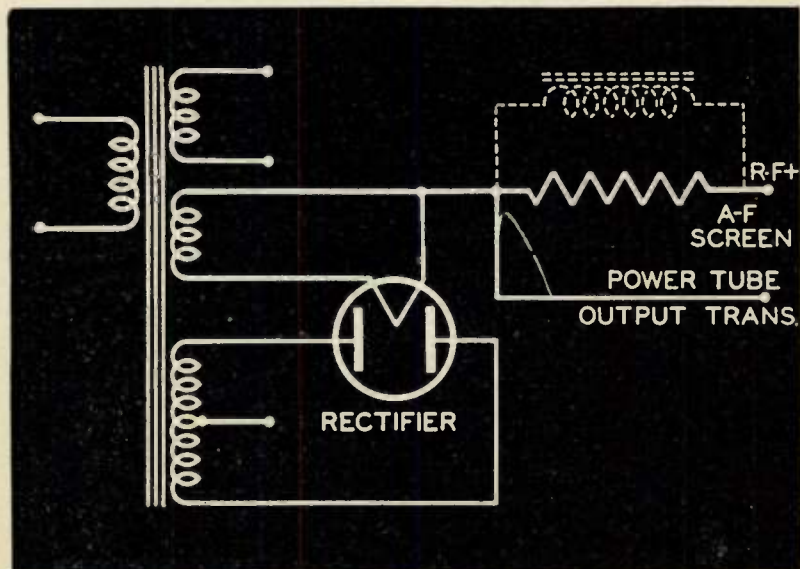 R-F+
A-F
SCREEN
POWER TUBE
OUTPUT TRANS.
RECTIFIER